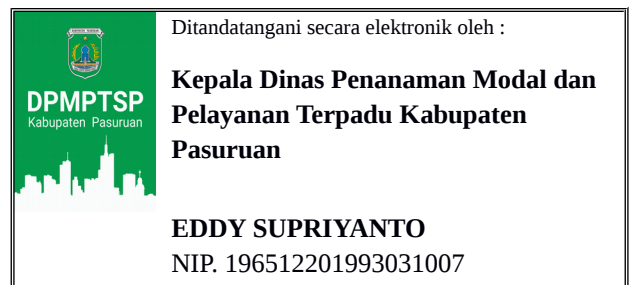 DPMPTSP
Kabupaten Pasuruan
Ditandatangani secara elektronik oleh :
Kepala Dinas Penanaman Modal dan
Pelayanan Terpadu Kabupaten
Pasuruan
EDDY SUPRIYANTO
NIP. 196512201993031007